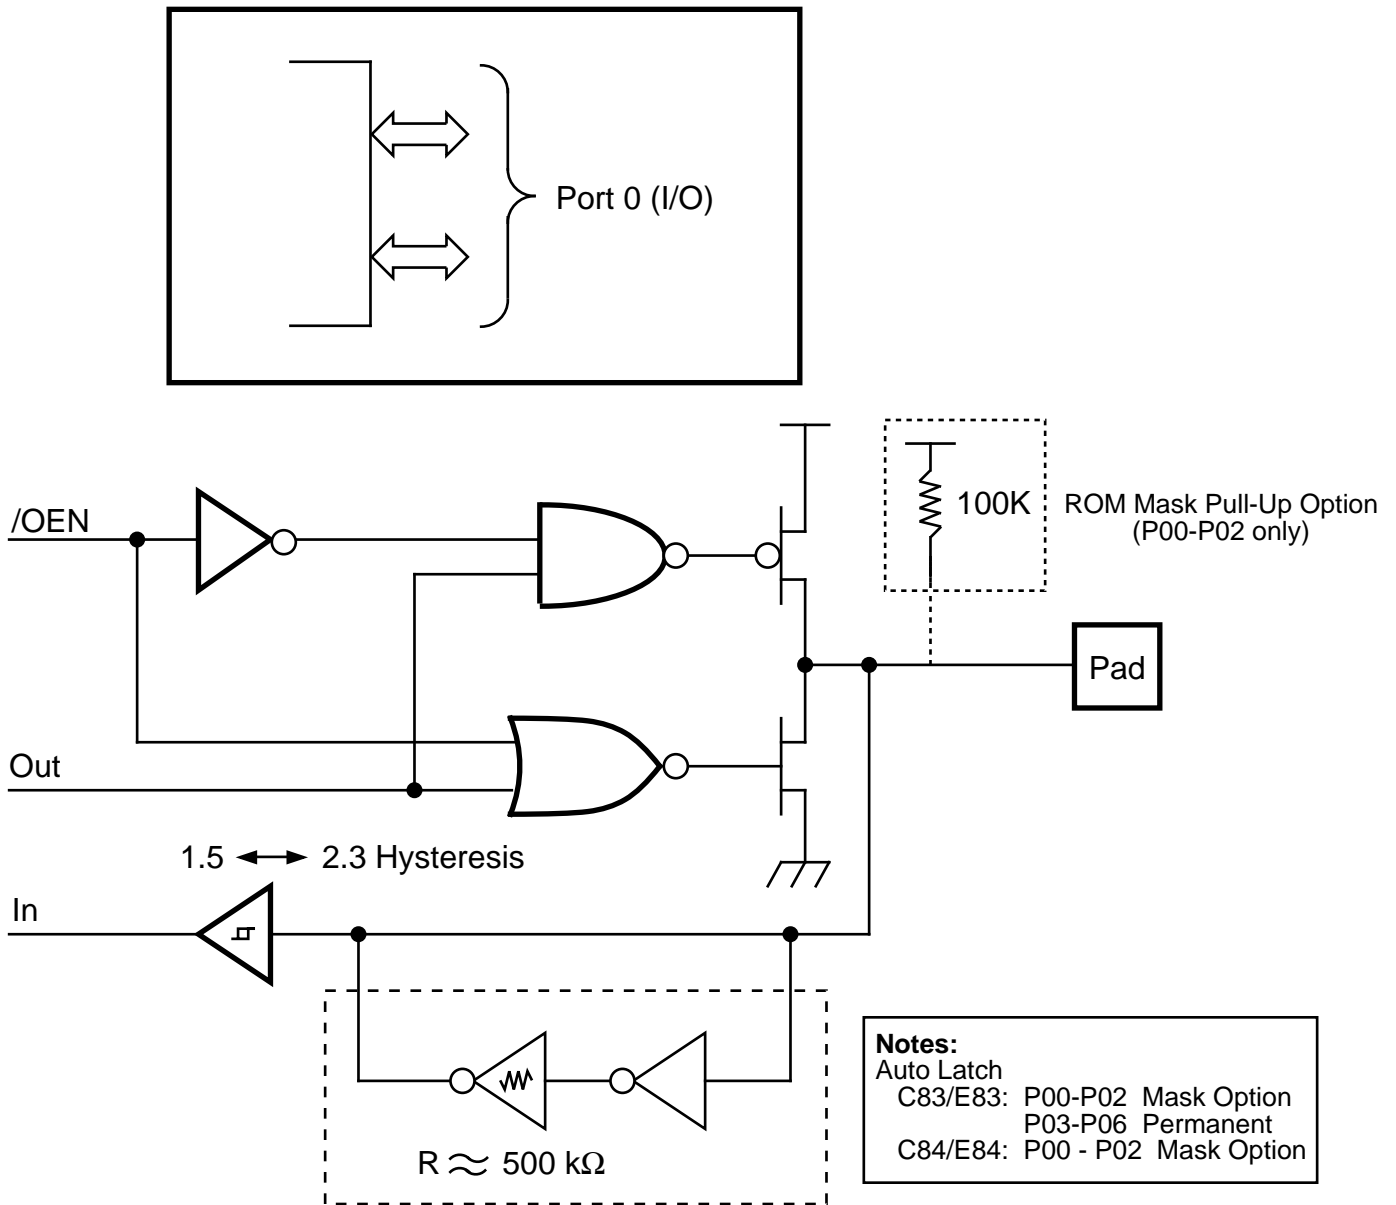 Port 0 (I/O)
/OEN
100K
ROM Mask Pull-Up Option
(P00-P02 only)
Pad
Out
1.5 2.3 Hysteresis
In
R ≈ 500 kΩ
Notes:
Auto Latch
C83/E83: P00-P02 Mask Option
P03-P06 Permanent
C84/E84: P00 - P02 Mask Option